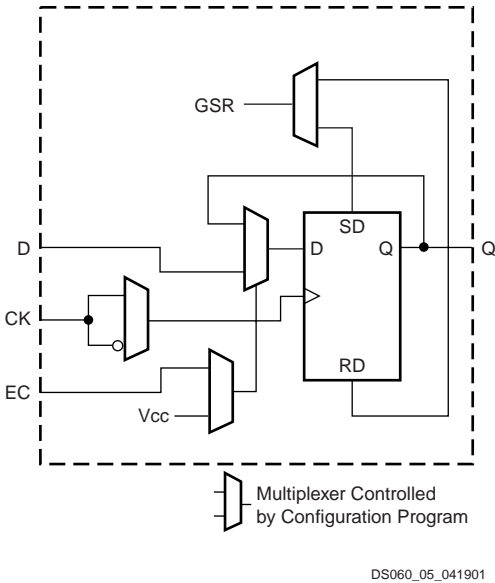 GSR
SD
D
D
Q
Q
CK
RD
EC
Vcc
Multiplexer Controlled
by Configuration Program
DS060_05_041901